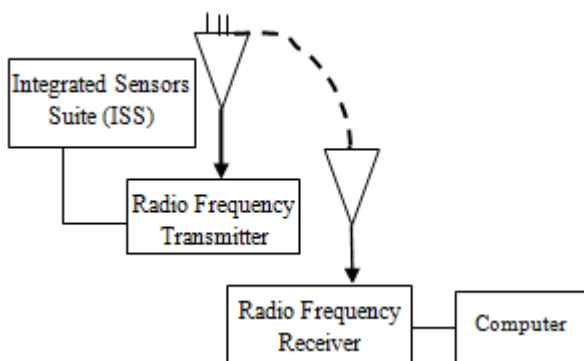 Integrated Sensors
Suite (ISS)
Radio Frequency
Transmitter
Radio Frequency
Receiver
Computer